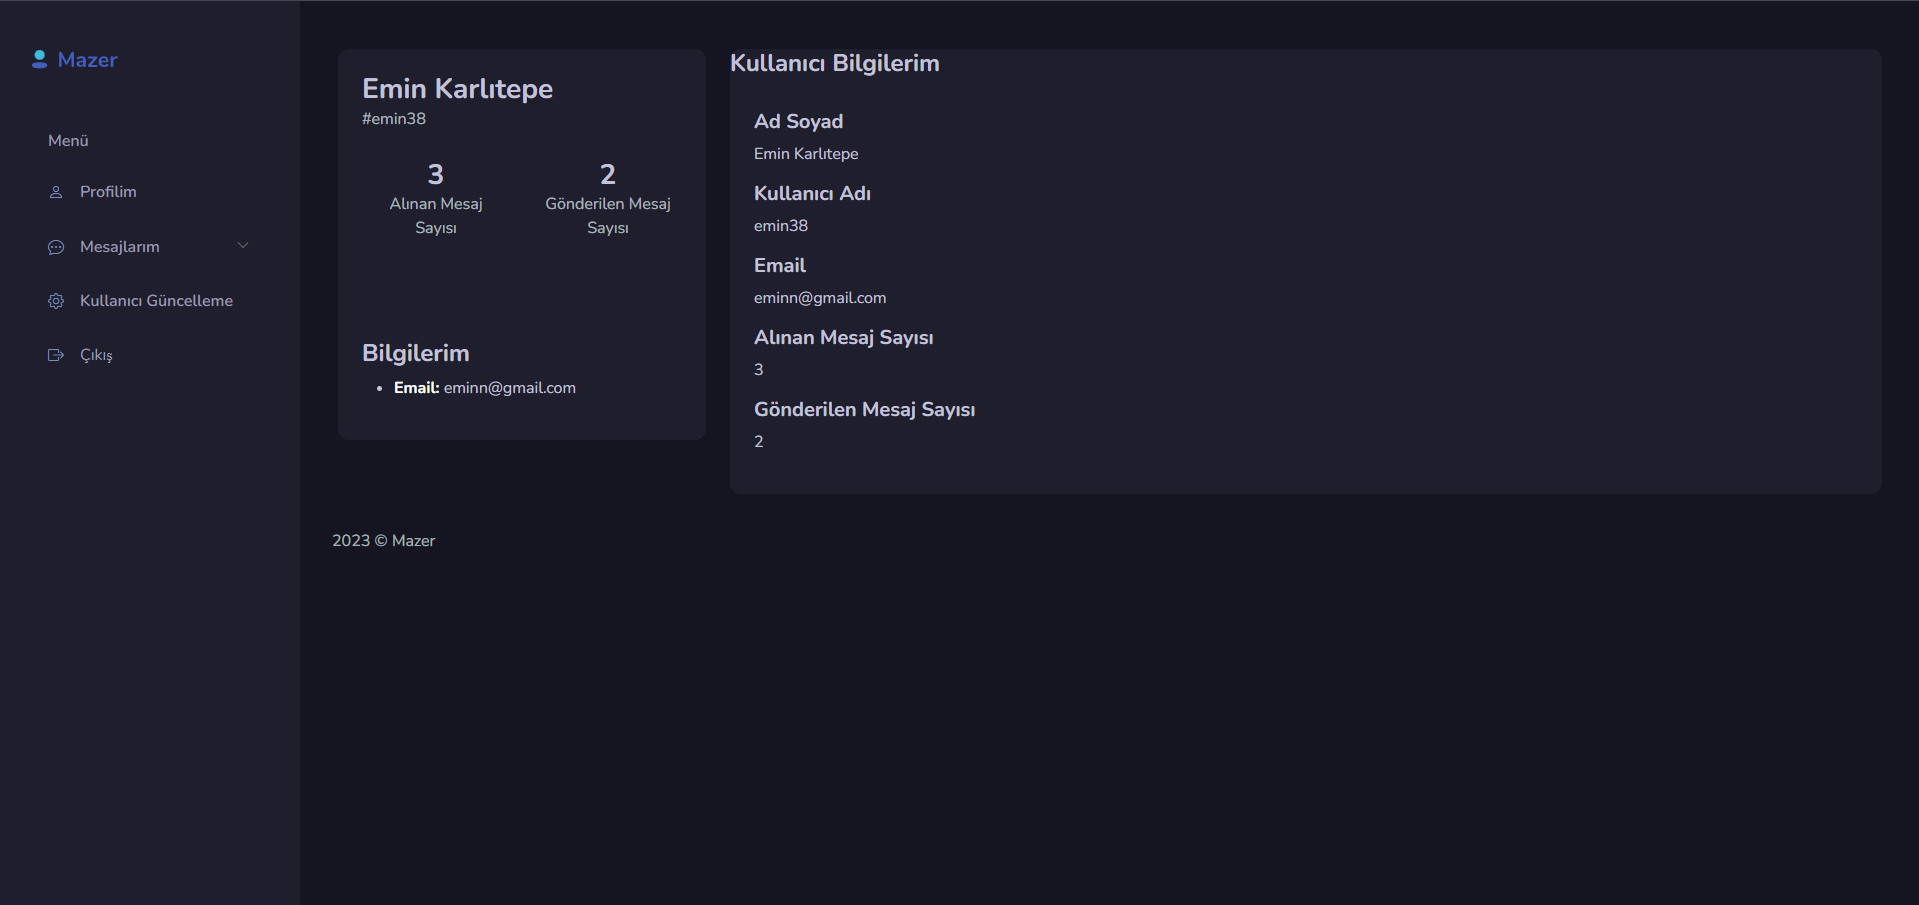 Mazer
Menü
Profilim
Mesajlarım
Kullanıcı Güncelleme
Çıkış
Emin Karlıtepe
#emin38
3
Alınan Mesaj
Sayısı
2
Gönderilen Mesaj
Sayısı
Bilgilerim
Email: eminn@gmail.com
Kullanıcı Bilgilerim
Ad Soyad
Emin Karlıtepe
Kullanıcı Adı
emin38
Email
eminn@gmail.com
Alınan Mesaj Sayısı
3
Gönderilen Mesaj Sayısı
2
2023 © Mazer